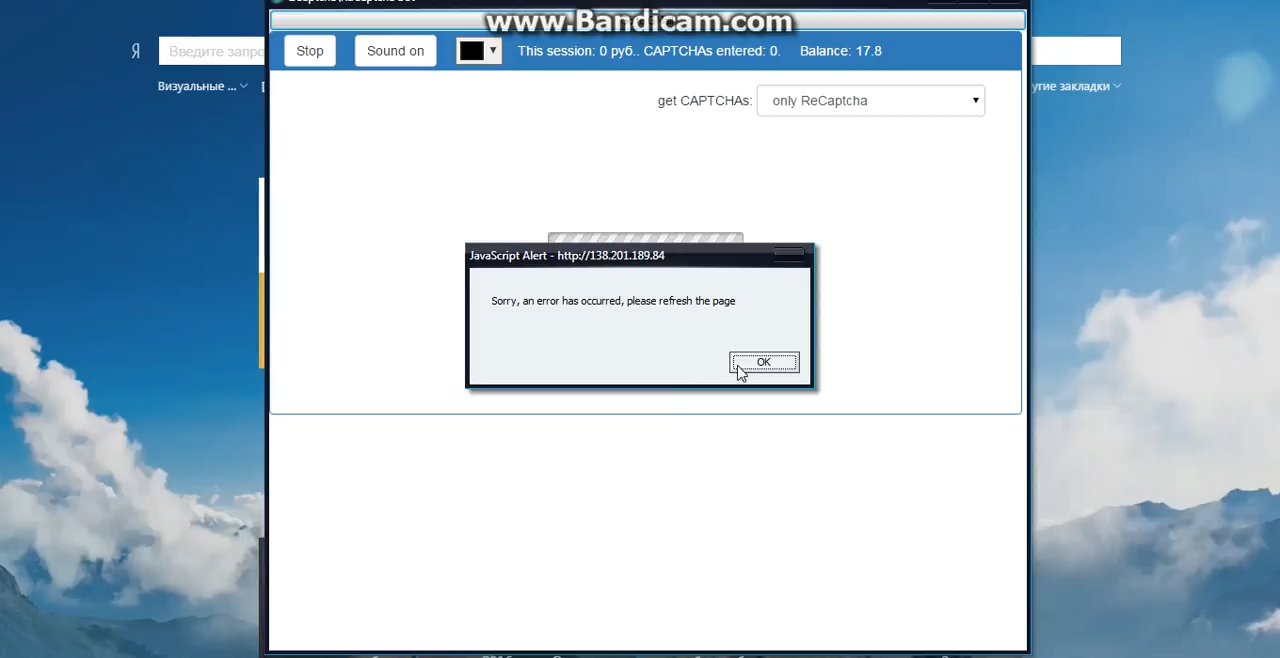 www.Bandicam.com
Я
Введите запро
Stop
Sound on
This session: 0 руб.. CAPTCHAs entered: 0.
Balance: 17.8
Визуальные ...
угие закладки
get CAPTCHAs:
only ReCaptcha
JavaScript Alert - http://138.201.189.84
Sorry, an error has occurred, please refresh the page
OK